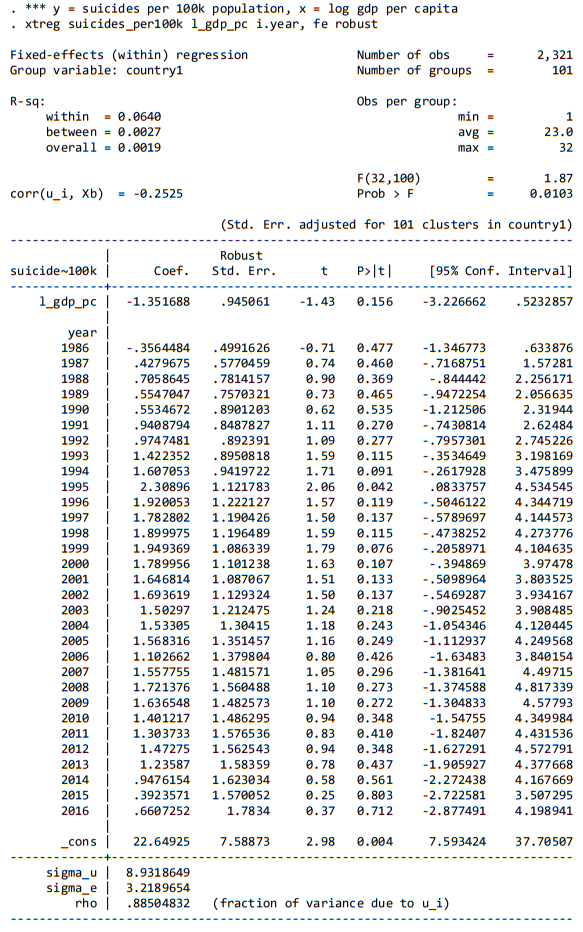 . *** y = suicides per 100k population, x = log gdp per capita
. xtreg suicides_per100k l_gdp_pc i.year, fe robust
Fixed-effects (within) regression Number of obs = 2,321
Group variable: country1 Number of groups = 101
R-sq: Obs per group:
within = 0.0640 min = 1
between = 0.0027 avg = 23.0
overall = 0.0019 max = 32
F(32,100) = 1.87
corr(u_i, Xb) = -0.2525 Prob > F = 0.0103
(Std. Err. adjusted for 101 clusters in country1)
Robust
suicide~100k Coef. Std. Err. t P>|t| [95% Conf. Interval]
l_gdp_pc -1.351688 .945061 -1.43 0.156 -3.226662 .5232857
year
1986 -.3564484 .4991626 -0.71 0.477 -1.346773 .633876
1987 .4279675 .5770459 0.74 0.460 -.7168751 1.57281
1988 .7058645 .7814157 0.90 0.369 -.844442 2.256171
1989 .5547047 .7570321 0.73 0.465 -.9472254 2.056635
1990 .5534672 .8901203 0.62 0.535 -1.212506 2.31944
1991 .9408794 .8487827 1.11 0.270 -.7430814 2.62484
1992 .9747481 .892391 1.09 0.277 -.7957301 2.745226
1993 1.422352 .8950818 1.59 0.115 -.3534649 3.198169
1994 1.607053 .9419722 1.71 0.091 -.2617928 3.475899
1995 2.30896 1.121783 2.06 0.042 .0833757 4.534545
1996 1.920053 1.222127 1.57 0.119 -.5046122 4.344719
1997 1.782802 1.190426 1.50 0.137 -.5789697 4.144573
1998 1.899975 1.196489 1.59 0.115 -.4738252 4.273776
1999 1.949369 1.086339 1.79 0.076 -.2058971 4.104635
2000 1.789956 1.101238 1.63 0.107 -.394869 3.97478
2001 1.646814 1.087067 1.51 0.133 -.5098964 3.803525
2002 1.693619 1.129324 1.50 0.137 -.5469287 3.934167
2003 1.50297 1.212475 1.24 0.218 -.9025452 3.908485
2004 1.53305 1.30415 1.18 0.243 -1.054346 4.120445
2005 1.568316 1.351457 1.16 0.249 -1.112937 4.249568
2006 1.102662 1.379804 0.80 0.426 -1.63483 3.840154
2007 1.557755 1.481571 1.05 0.296 -1.381641 4.49715
2008 1.721376 1.560488 1.10 0.273 -1.374588 4.817339
2009 1.636548 1.482573 1.10 0.272 -1.304833 4.57793
2010 1.401217 1.486295 0.94 0.348 -1.54755 4.349984
2011 1.303733 1.576536 0.83 0.410 -1.82407 4.431536
2012 1.47275 1.562543 0.94 0.348 -1.627291 4.572791
2013 1.23587 1.58359 0.78 0.437 -1.905927 4.377668
2014 .9476154 1.623034 0.58 0.561 -2.272438 4.167669
2015 .3923571 1.570052 0.25 0.803 -2.722581 3.507295
2016 .6607252 1.7834 0.37 0.712 -2.877491 4.198941
_cons 22.64925 7.58873 2.98 0.004 7.593424 37.70507
sigma_u 8.9318649
sigma_e 3.2189654
rho .88504832 (fraction of variance due to u_i)